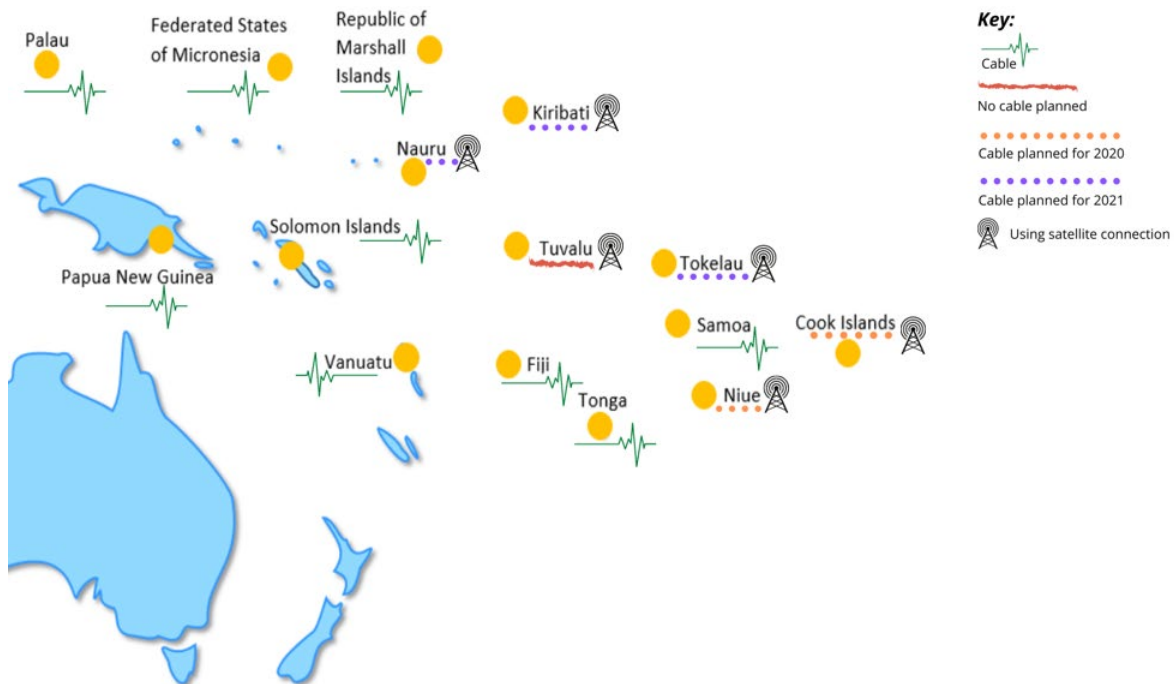 Palau
Federated States
of Micronesia
Republic of
Marshall
Islands
Kiribati
Nauru
Solomon Islands
Papua New Guinea
Tuvalu
Tokelau
Samoa
Cook Islands
Vanuatu
Fiji
Niue
Tonga
Key:
Cable
No cable planned
Cable planned for 2020
Cable planned for 2021
Using satellite connection